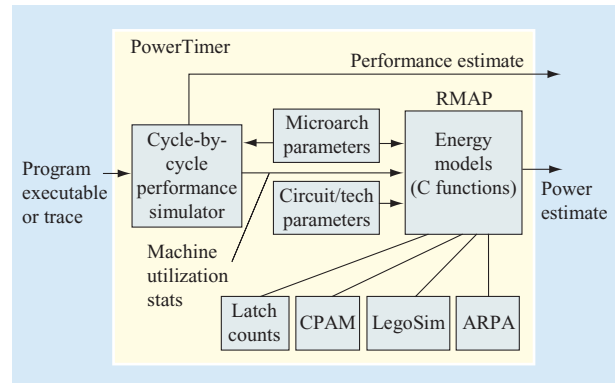 PowerTimer
Performance estimate
RMAP
Microarch
parameters
Cycle-by-
cycle
performance
simulator
Energy
models
(C functions)
Program
executable
or trace
Circuit/tech
parameters
Power
estimate
Machine
utilization
stats
Latch
counts
CPAM
LegoSim
ARPA